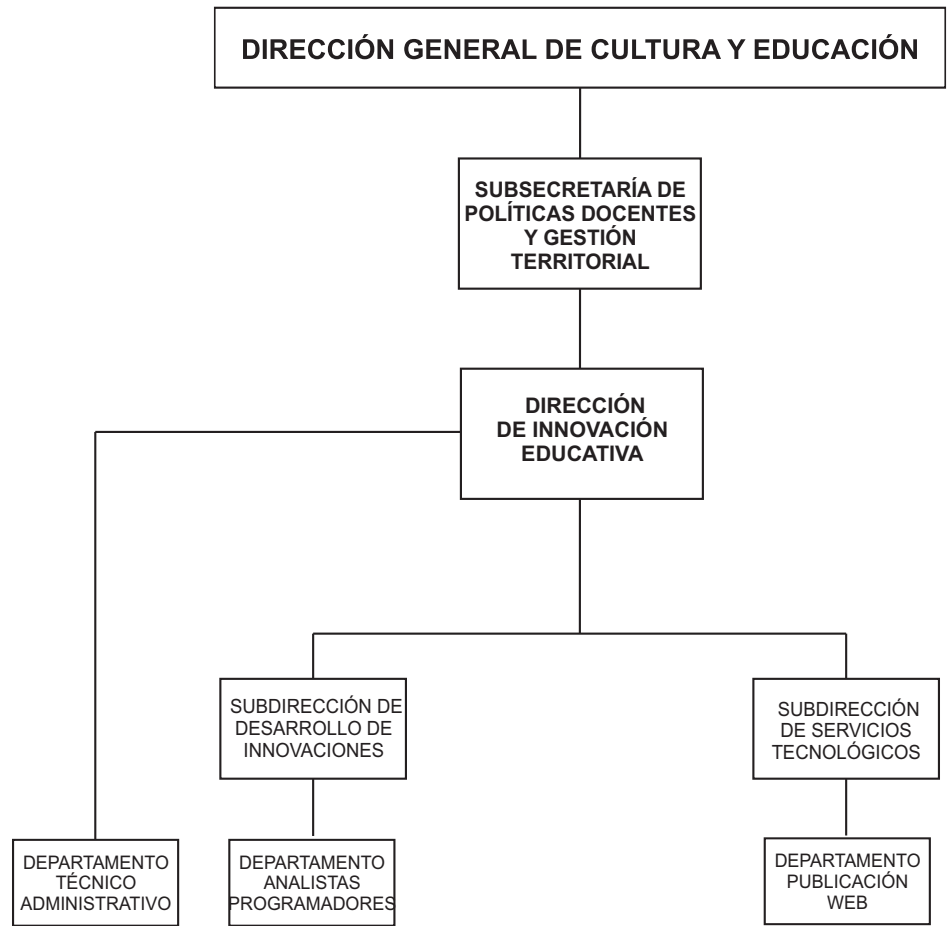 DIRECCIÓN GENERAL DE CULTURA Y EDUCACIÓN
SUBSECRETARÍA DE
POLÍTICAS DOCENTES
Y GESTIÓN
TERRITORIAL
DIRECCIÓN
DE INNOVACIÓN
EDUCATIVA
SUBDIRECCIÓN DE
DESARROLLO DE
INNOVACIONES
SUBDIRECCIÓN
DE SERVICIOS
TECNOLÓGICOS
DEPARTAMENTO
TÉCNICO
ADMINISTRATIVO
DEPARTAMENTO
ANALISTAS
PROGRAMADORES
DEPARTAMENTO
PUBLICACIÓN
WEB